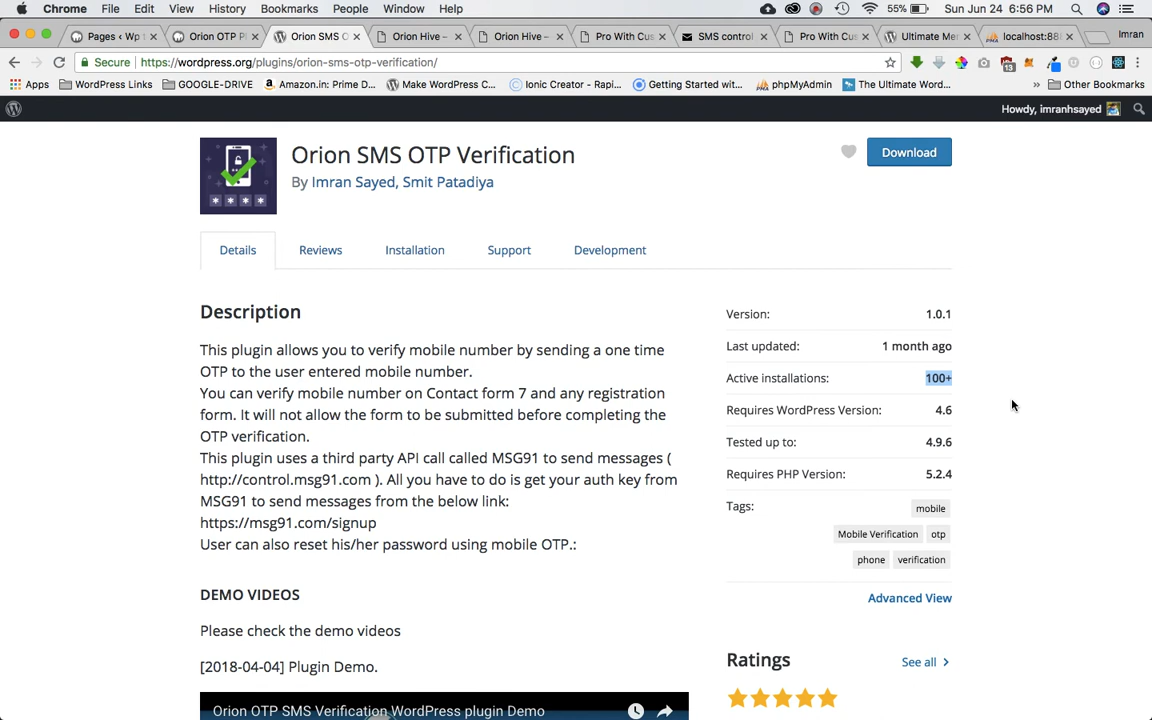 Chrome File Edit View History Bookmarks People Window Help 55% Sun Jun 24 6:56 PM
Pages ‹ Wp t Orion OTP Pl Orion SMS O Orion Hive – Orion Hive – Pro With Cus SMS control Pro With Cus Ultimate Me localhost:888 Imran
Secure https://wordpress.org/plugins/orion-sms-otp-verification/ 13
Apps WordPress Links GOOGLE-DRIVE Amazon.in: Prime D... Make WordPress C... Ionic Creator - Rapi... Getting Started wit... phpMyAdmin The Ultimate Word... » Other Bookmarks
Howdy, imranhsayed
Orion SMS OTP Verification
Download
By Imran Sayed, Smit Patadiya
Details Reviews Installation Support Development
Description
This plugin allows you to verify mobile number by sending a one time
OTP to the user entered mobile number.
You can verify mobile number on Contact form 7 and any registration
form. It will not allow the form to be submitted before completing the
OTP verification.
This plugin uses a third party API call called MSG91 to send messages (
http://control.msg91.com ). All you have to do is get your auth key from
MSG91 to send messages from the below link:
https://msg91.com/signup
User can also reset his/her password using mobile OTP.:
DEMO VIDEOS
Please check the demo videos
[2018-04-04] Plugin Demo.
Orion OTP SMS Verification WordPress plugin Demo
Version: 1.0.1
Last updated: 1 month ago
Active installations: 100+
Requires WordPress Version: 4.6
Tested up to: 4.9.6
Requires PHP Version: 5.2.4
Tags: mobile
Mobile Verification otp
phone verification
Advanced View
Ratings See all